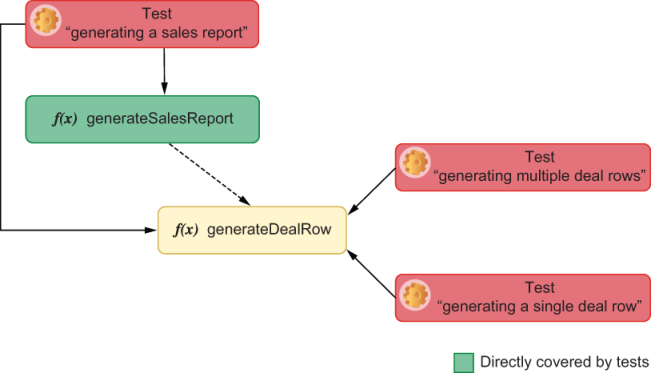 Test
“generating a sales report”
f(x) generateSalesReport
Test
“generating multiple deal rows”
f(x) generateDealRow
Test
“generating a single deal row”
Directly covered by tests